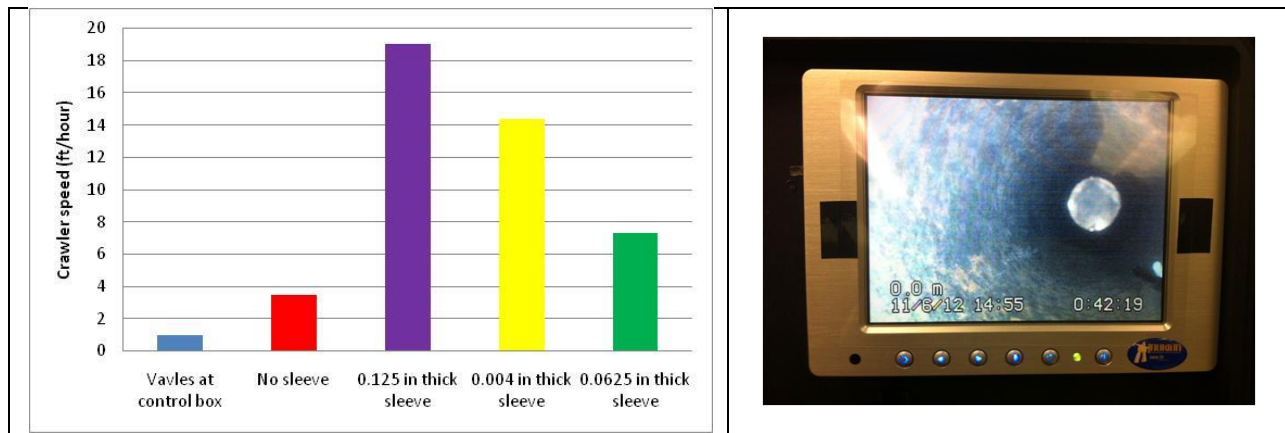 20
18
16
14
12
10
8
6
4
2
0
Crawler speed (ft/hour)
Vavles at
control box
No sleeve
0.125 in thick
sleeve
0.004 in thick
sleeve
0.0625 in thick
sleeve
0.0 m
11/6/12 14:55 0:42:19